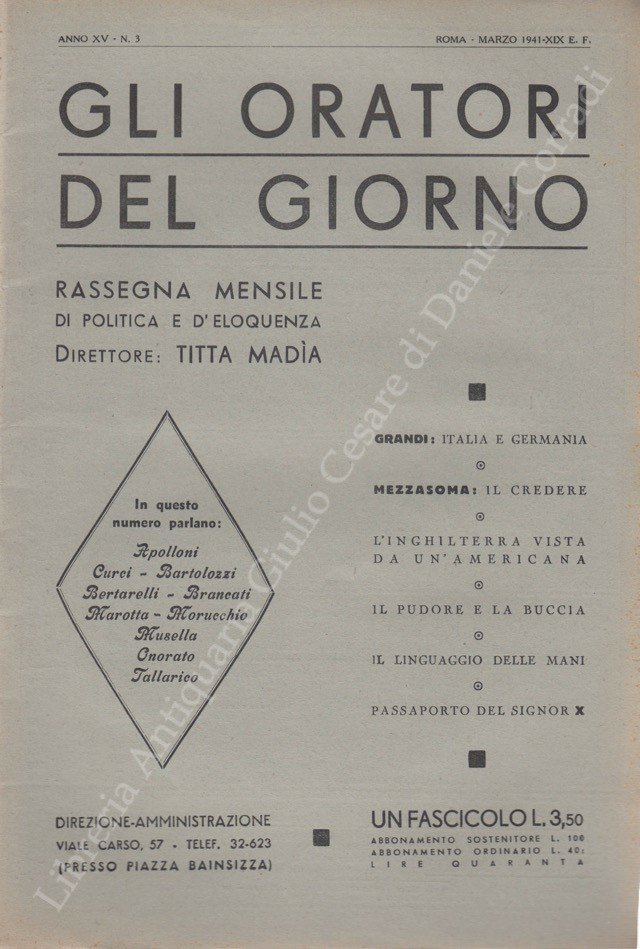 ANNO XV - N. 3
ROMA - MARZO 1941-XIX E. F.
GLI ORATORI
DEL GIORNO
RASSEGNA MENSILE
DI POLITICA E D'ELOQUENZA
DIRETTORE: TITTA MADÌA
In questo
numero parlano:
Apolloni
Curci - Bartolozzi
Bertarelli - Brancati
Marotta - Morucchio
Musella
Onorato
Tallarico
GRANDI: ITALIA E GERMANIA
MEZZASOMA: IL CREDERE
L'INGHILTERRA VISTA
DA UN'AMERICANA
IL PUDORE E LA BUCCIA
IL LINGUAGGIO DELLE MANI
PASSAPORTO DEL SIGNOR X
DIREZIONE-AMMINISTRAZIONE
VIALE CARSO, 57 - TELEF. 32-623
(PRESSO PIAZZA BAINSIZZA)
UN FASCICOLO L. 3,50
ABBONAMENTO SOSTENITORE L. 100
ABBONAMENTO ORDINARIO L. 40:
LIRE QUARANTA
Libreria Antiquaria Giulio Cesare di Daniele Corradi